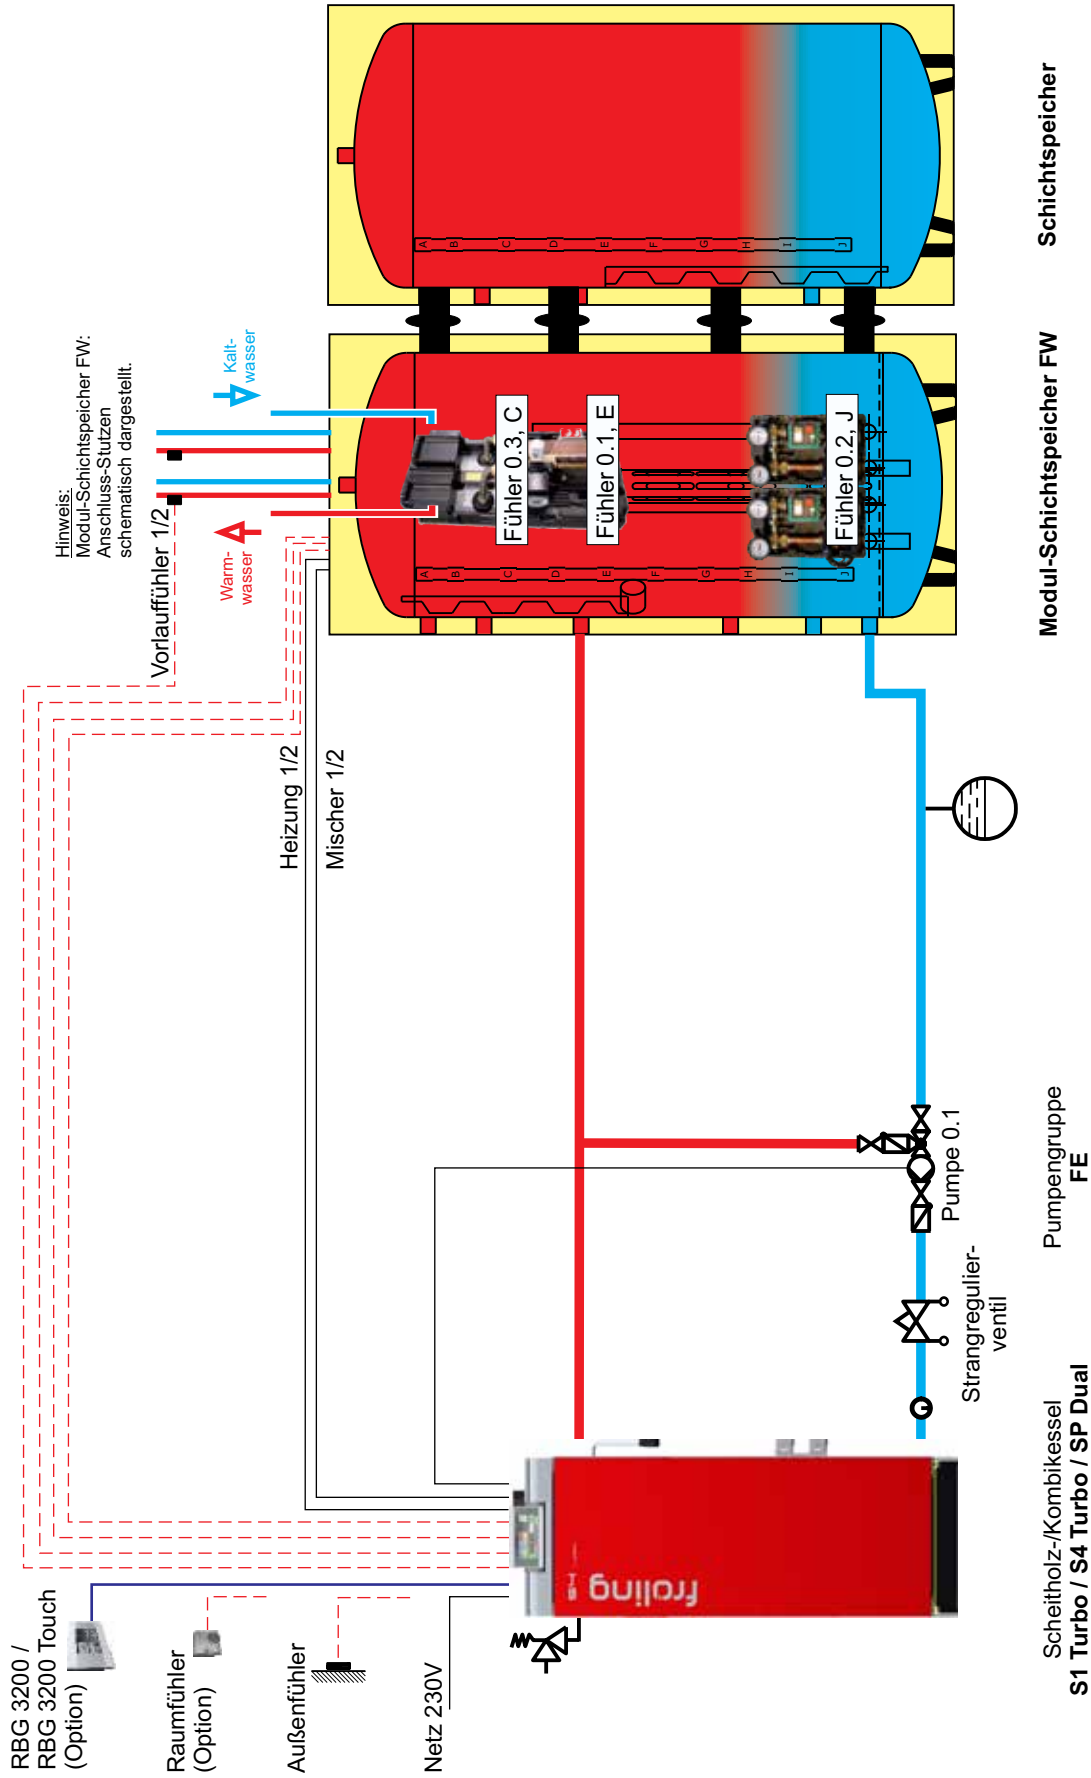 RBG 3200 /
RBG 3200 Touch
(Option)
Raumfühler
(Option)
Außenfühler
Netz 230V
Hinweis:
Modul-Schichtspeicher FW:
Anschluss-Stutzen
schematisch dargestellt.
Vorlauffühler 1/2
Warm-
wasser
Kalt-
wasser
Heizung 1/2
Mischer 1/2
Fühler 0.3, C
Fühler 0.1, E
Fühler 0.2, J
A
B
C
D
E
F
G
H
I
J
A
B
C
D
E
F
G
H
I
J
froling
S4
Strangregulier-
ventil
Pumpe 0.1
Scheitholz-/Kombikessel
S1 Turbo / S4 Turbo / SP Dual
Pumpengruppe
FE
Modul-Schichtspeicher FW
Schichtspeicher